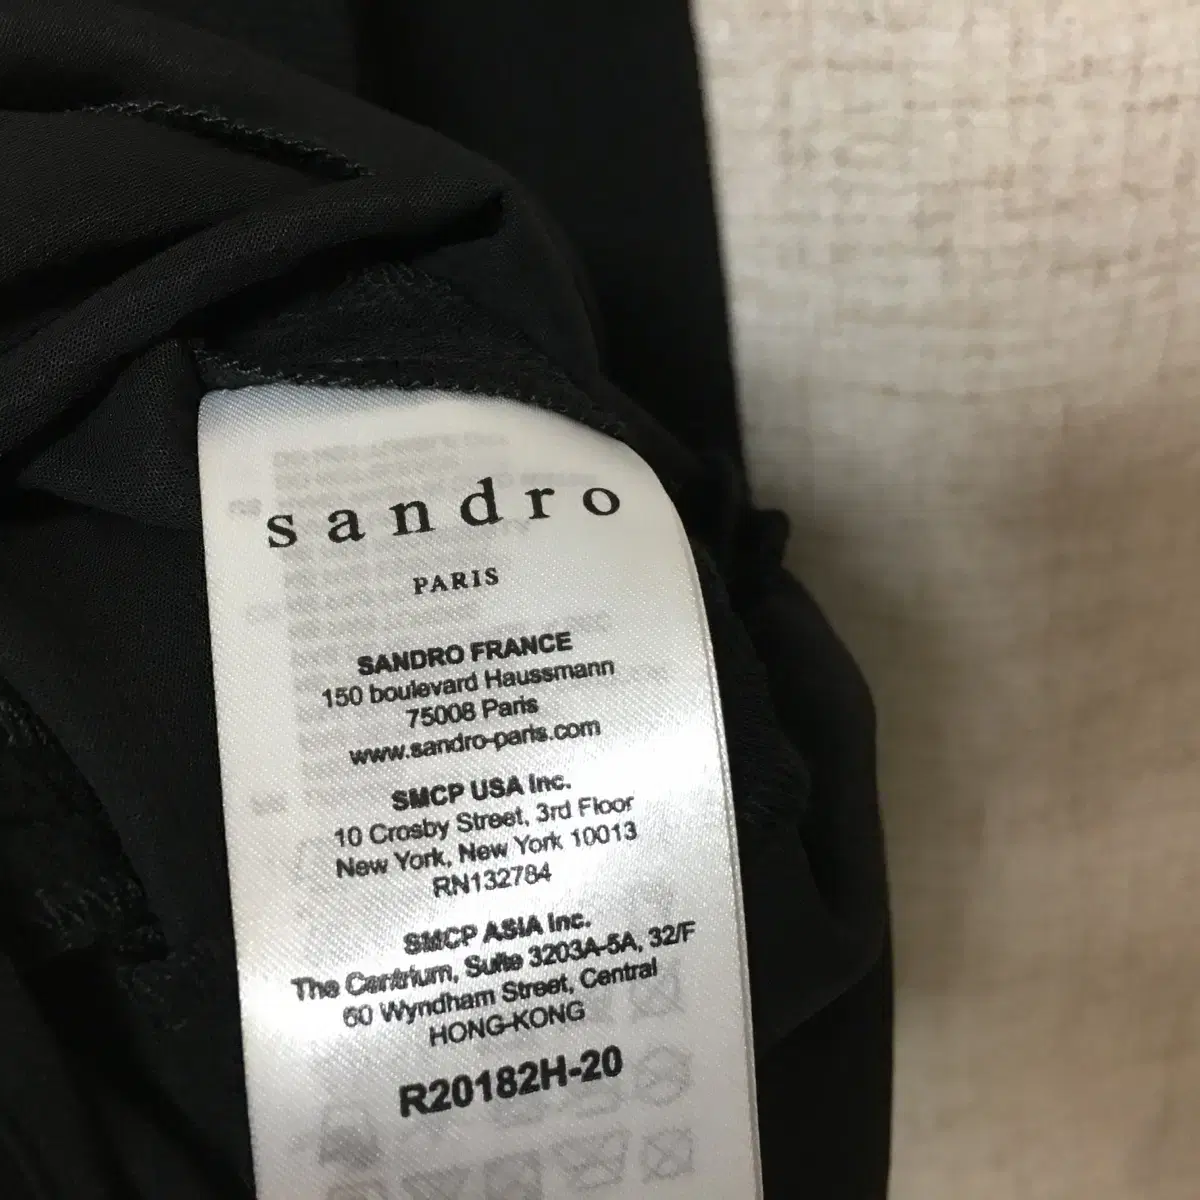 sandro
PARIS
SANDRO FRANCE
150 boulevard Haussmann
75008 Paris
www.sandro-paris.com
SMCP USA Inc.
10 Crosby Street, 3rd Floor
New York, New York 10013
RN132784
SMCP ASIA Inc.
The Centrium, Suite 3203A-5A, 32/F
60 Wyndham Street, Central
HONG-KONG
R20182H-20